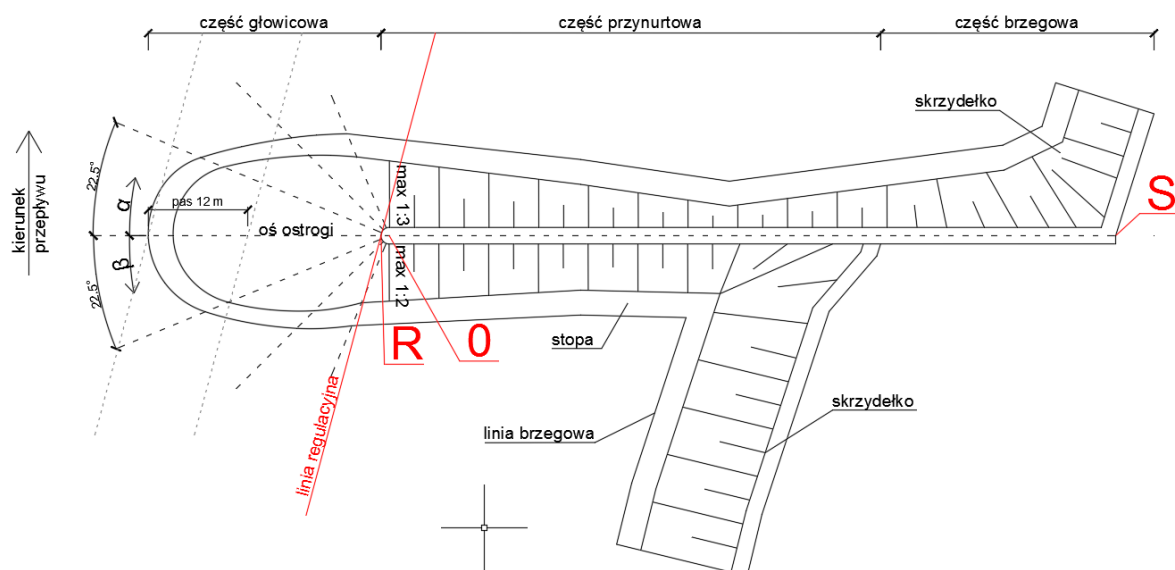 część głowicowa
część przynurtowa
część brzegowa
skrzydełko
kierunek
przepływu
22,5°
α
pas 12 m
oś ostrogi
max 1:3
S
β
22,5°
max 1:2
R
0
stopa
linia regulacyjna
linia brzegowa
skrzydełko